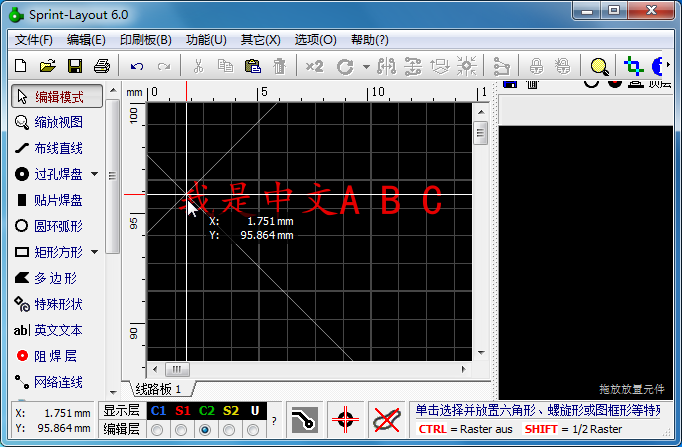 Sprint-Layout 6.0
文件(F) 编辑(E) 印刷板(B) 功能(U) 其它(X) 选项(O) 帮助(?)
x2
mm 0 5 10 1
100
95
90
编辑模式
缩放视图
布线直线
过孔焊盘
贴片焊盘
圆环弧形
矩形方形
多 边 形
特殊形状
ab| 英文文本
阻 焊 层
网络连线
我是中文A B C
X: 1.751 mm
Y: 95.864 mm
顶层
拖放放置元件
线路板 1
X: 1.751 mm
Y: 95.864 mm
显示层 C1 S1 C2 S2 U
编辑层
?
单击选择并放置六角形、螺旋形或图框形等特殊
CTRL = Raster aus SHIFT = 1/2 Raster